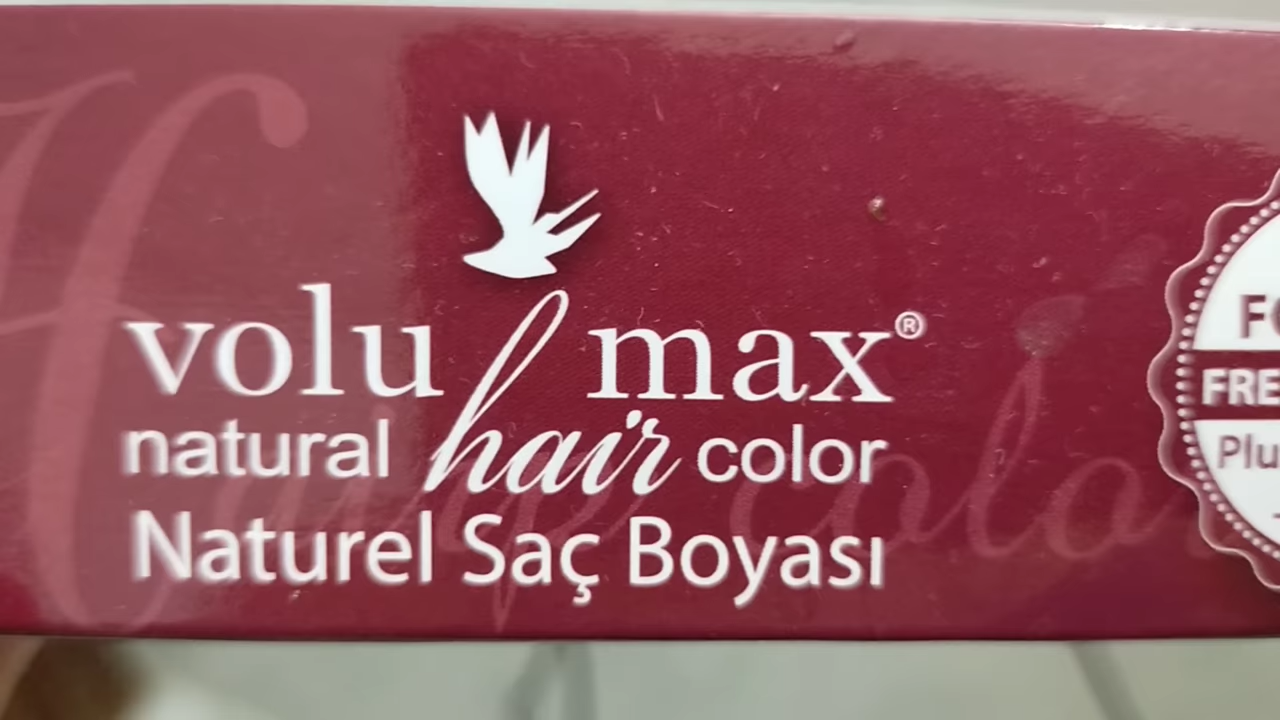 volu max®
natural hair color
Naturel Saç Boyası
FRE
Plu